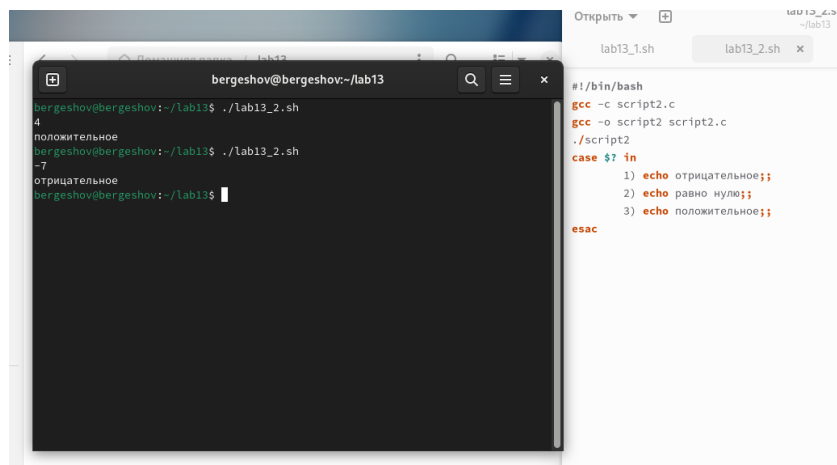 Открыть
~/lab13
lab13_1.sh
lab13_2.sh ×
lab13
bergeshov@bergeshov:~/lab13
bergeshov@bergeshov:~/lab13$ ./lab13_2.sh
4
положительное
bergeshov@bergeshov:~/lab13$ ./lab13_2.sh
-7
отрицательное
bergeshov@bergeshov:~/lab13$
#!/bin/bash
gcc -c script2.c
gcc -o script2 script2.c
./script2
case $? in
1) echo отрицательное;;
2) echo равно нулю;;
3) echo положительное;;
esac